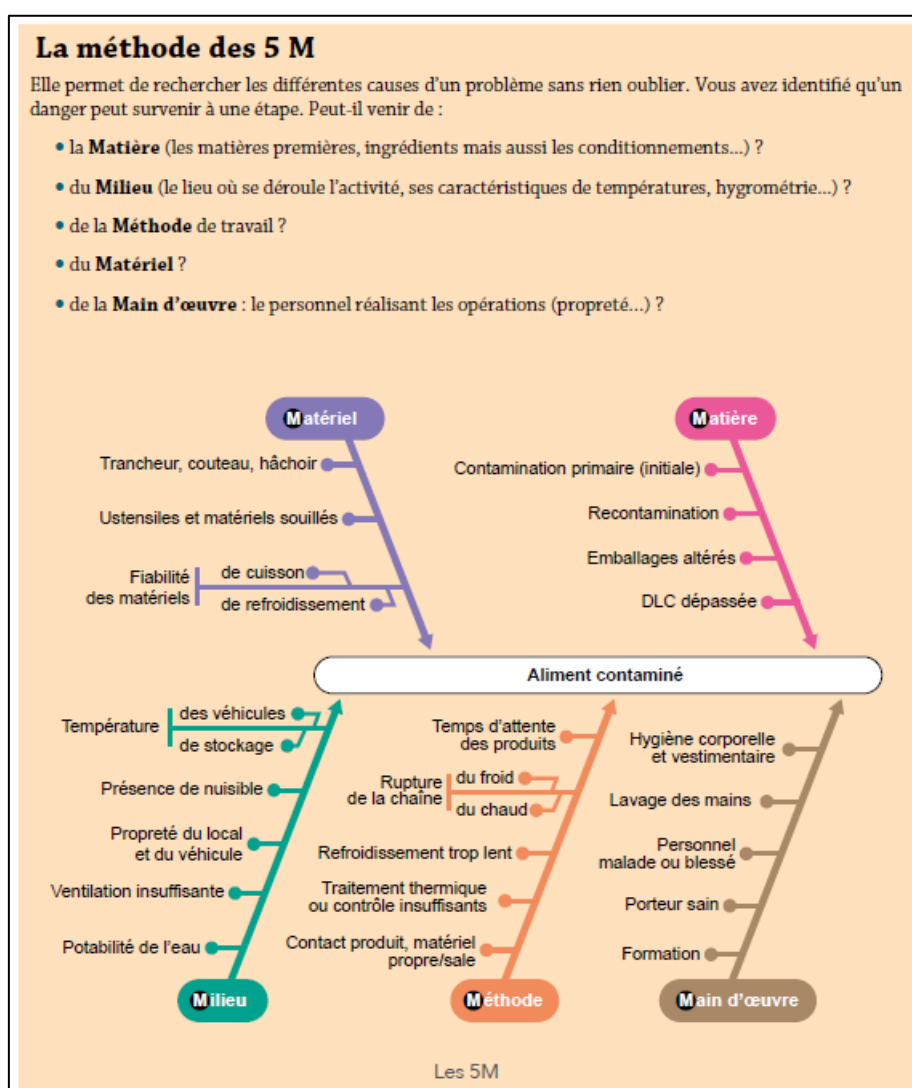 La méthode des 5 M
Elle permet de rechercher les différentes causes d'un problème sans rien oublier. Vous avez identifié qu'un
danger peut survenir à une étape. Peut-il venir de :
• la Matière (les matières premières, ingrédients mais aussi les conditionnements...) ?
• du Milieu (le lieu où se déroule l'activité, ses caractéristiques de températures, hygrométrie...) ?
• de la Méthode de travail ?
• du Matériel ?
• de la Main d'œuvre : le personnel réalisant les opérations (propreté...) ?
Matériel
Trancheur, couteau, hâchoir
Ustensiles et matériels souillés
Fiabilité
des matériels
de cuisson
de refroidissement
Matière
Contamination primaire (initiale)
Recontamination
Emballages altérés
DLC dépassée
Aliment contaminé
Température
des véhicules
de stockage
Présence de nuisible
Propreté du local
et du véhicule
Ventilation insuffisante
Potabilité de l'eau
Milieu
Temps d'attente
des produits
Rupture
de la chaîne
du froid
du chaud
Refroidissement trop lent
Traitement thermique
ou contrôle insuffisants
Contact produit, matériel
propre/sale
Méthode
Hygiène corporelle
et vestimentaire
Lavage des mains
Personnel
malade ou blessé
Porteur sain
Formation
Main d'œuvre
Les 5M